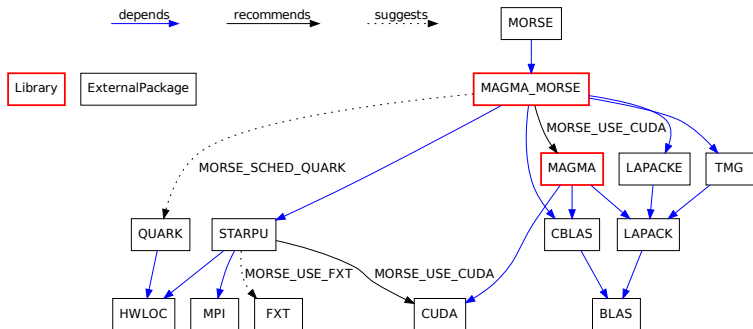 depends
recommends
suggests
MORSE
Library
ExternalPackage
MAGMA_MORSE
MORSE_USE_CUDA
MORSE_SCHED_QUARK
MAGMA
LAPACKE
TMG
QUARK
STARPU
CBLAS
LAPACK
MORSE_USE_FXT
MORSE_USE_CUDA
HWLOC
MPI
FXT
CUDA
BLAS